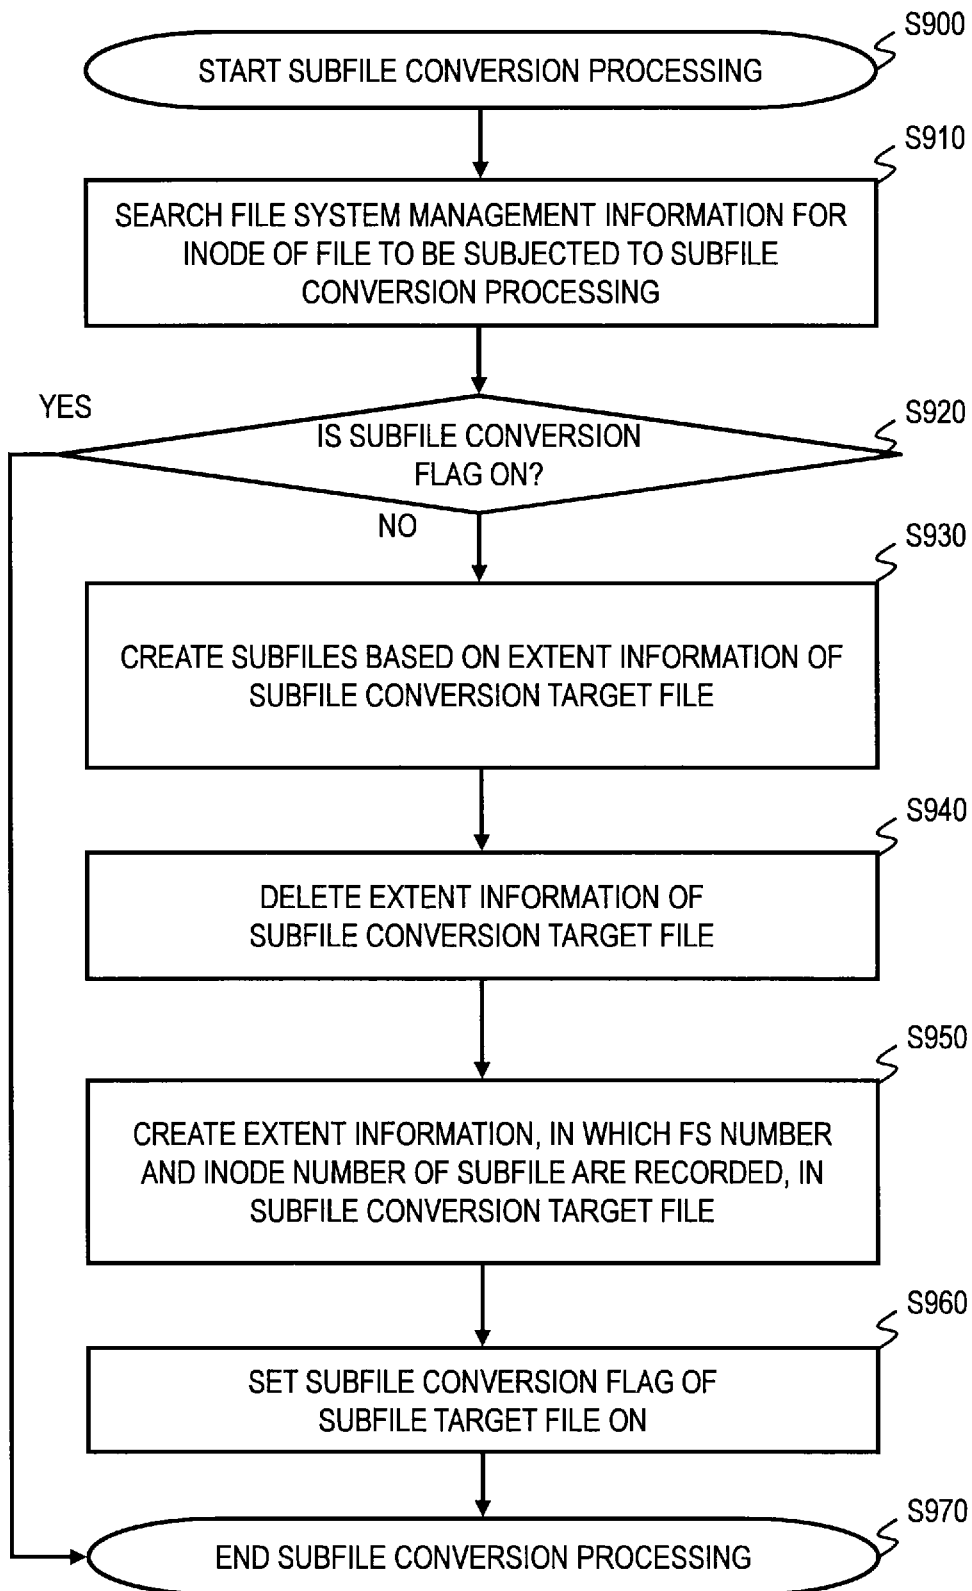 S900
START SUBFILE CONVERSION PROCESSING
S910
SEARCH FILE SYSTEM MANAGEMENT INFORMATION FOR
INODE OF FILE TO BE SUBJECTED TO SUBFILE
CONVERSION PROCESSING
YES
S920
IS SUBFILE CONVERSION
FLAG ON?
NO
S930
CREATE SUBFILES BASED ON EXTENT INFORMATION OF
SUBFILE CONVERSION TARGET FILE
S940
DELETE EXTENT INFORMATION OF
SUBFILE CONVERSION TARGET FILE
S950
CREATE EXTENT INFORMATION, IN WHICH FS NUMBER
AND INODE NUMBER OF SUBFILE ARE RECORDED, IN
SUBFILE CONVERSION TARGET FILE
S960
SET SUBFILE CONVERSION FLAG OF
SUBFILE TARGET FILE ON
S970
END SUBFILE CONVERSION PROCESSING